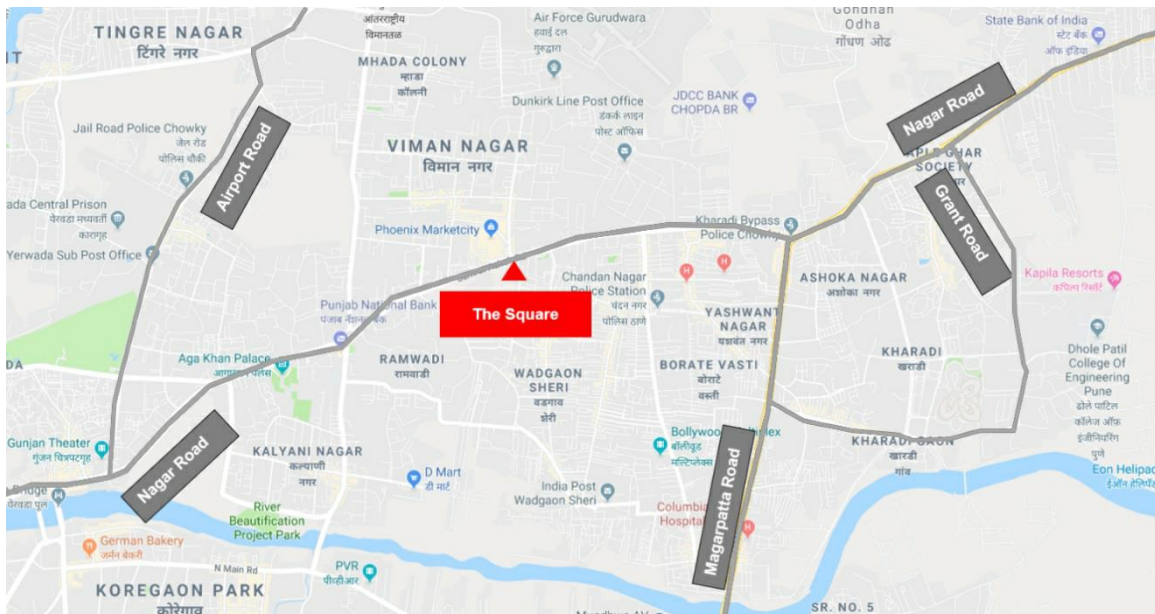 TINGRE NAGAR
टिंगरे नगर
आंतरराष्ट्रीय
विमानतळ
Air Force Gurudwara
हवाई दल
गुरुद्वारा
Odha
गोंधण ओढ
State Bank of India
स्टेट बँक
ऑफ इंडिया
MHADA COLONY
म्हाडा
कॉलनी
Dunkirk Line Post Office
डंकर्क लाइन
पोस्ट ऑफिस
JDCC BANK
CHOPDA BR
Nagar Road
Jail Road Police Chowky
जेल रोड
पोलिस चौकी
Airport Road
VIMAN NAGAR
विमान नगर
SOCIETY
Grant Road
ada Central Prison
येरवडा मध्यवर्ती
कारागृह
Yerwada Sub Post Office
Phoenix Marketcity
Kharadi Bypass
Police Chowky
The Square
Chandan Nagar
Police Station
चंदन नगर
पोलिस ठाणे
ASHOKA NAGAR
अशोका नगर
Kapila Resorts
कपिला रिसॉर्ट
Punjab National Bank
पंजाब नॅशनल बँक
YASHWANT
NAGAR
यशवंत नगर
Aga Khan Palace
RAMWADI
रामवाडी
WADGAON
SHERI
वडगाव
शेरी
BORATE VASTI
बोराटे
वस्ती
KHARADI
खराडी
Dhole Patil
College Of
Engineering
Pune
ढोले पाटिल
कॉलेज ऑफ
इंजीनियरिंग
पुणे
Gunjan Theater
गुंजन चित्रपटगृह
Nagar Road
KALYANI NAGAR
कल्याणी
नगर
D Mart
डी मार्ट
मल्टिप्लेक्स
Magarpatta Road
KHARADI GAON
खारडी
गांव
Eon Helipad
Bridge
येरवडा पूल
River
Beautification
Project Park
India Post
Wadgaon Sheri
Hospital
German Bakery
जर्मन बेकरी
N Main Rd
PVR
पीव्हीआर
KOREGAON PARK
कोरेगाव
SR. NO. 5